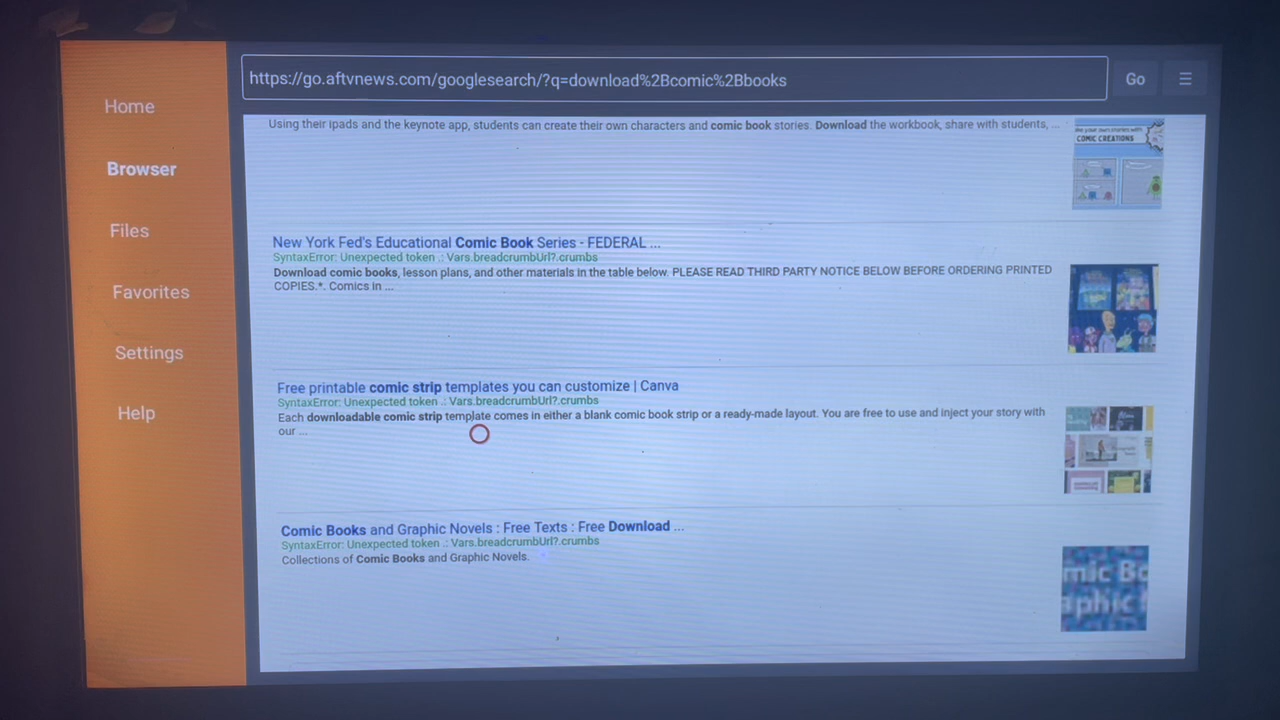 https://go.aftvnews.com/googlesearch/?q=download%2Bcomic%2Bbooks
Go
☰
Home
Browser
Files
Favorites
Settings
Help
Using their ipads and the keynote app, students can create their own characters and comic book stories. Download the workbook, share with students, ...
COMIC CREATIONS
New York Fed's Educational Comic Book Series - FEDERAL ...
SyntaxError: Unexpected token .: Vars.breadcrumbUrl?.crumbs
Download comic books, lesson plans, and other materials in the table below. PLEASE READ THIRD PARTY NOTICE BELOW BEFORE ORDERING PRINTED
COPIES.*. Comics in ...
Free printable comic strip templates you can customize | Canva
SyntaxError: Unexpected token .: Vars.breadcrumbUrl?.crumbs
Each downloadable comic strip template comes in either a blank comic book strip or a ready-made layout. You are free to use and inject your story with
our ...
Comic Books and Graphic Novels : Free Texts : Free Download ...
SyntaxError: Unexpected token .: Vars.breadcrumbUrl?.crumbs
Collections of Comic Books and Graphic Novels.
mic Bo
aphic